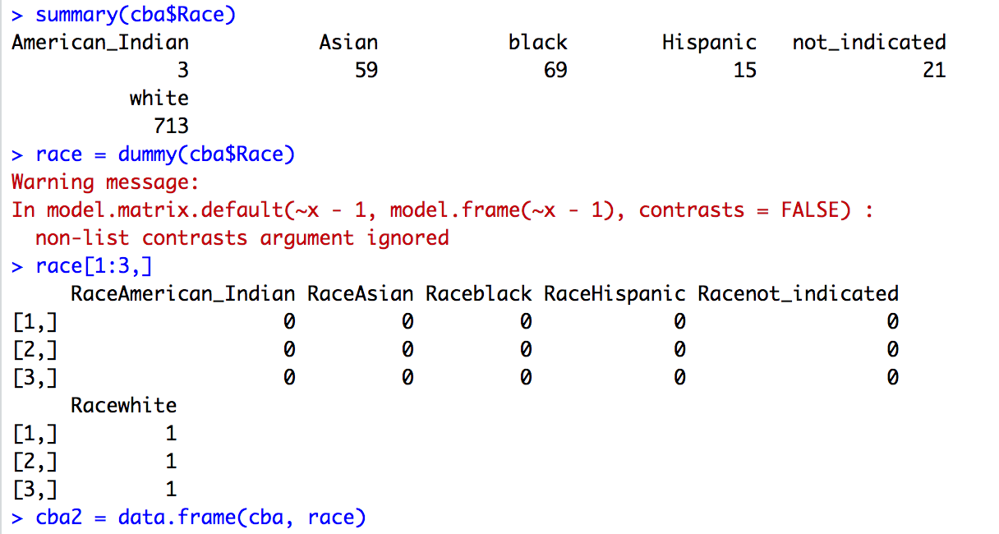 > summary(cba$Race)
American_Indian           Asian           black        Hispanic   not_indicated
              3              59              69              15              21
          white
            713
> race = dummy(cba$Race)
Warning message:
In model.matrix.default(~x - 1, model.frame(~x - 1), contrasts = FALSE) :
  non-list contrasts argument ignored
> race[1:3,]
     RaceAmerican_Indian RaceAsian Raceblack RaceHispanic Racenot_indicated
[1,]                   0         0         0            0                 0
[2,]                   0         0         0            0                 0
[3,]                   0         0         0            0                 0
     Racewhite
[1,]         1
[2,]         1
[3,]         1
> cba2 = data.frame(cba, race)